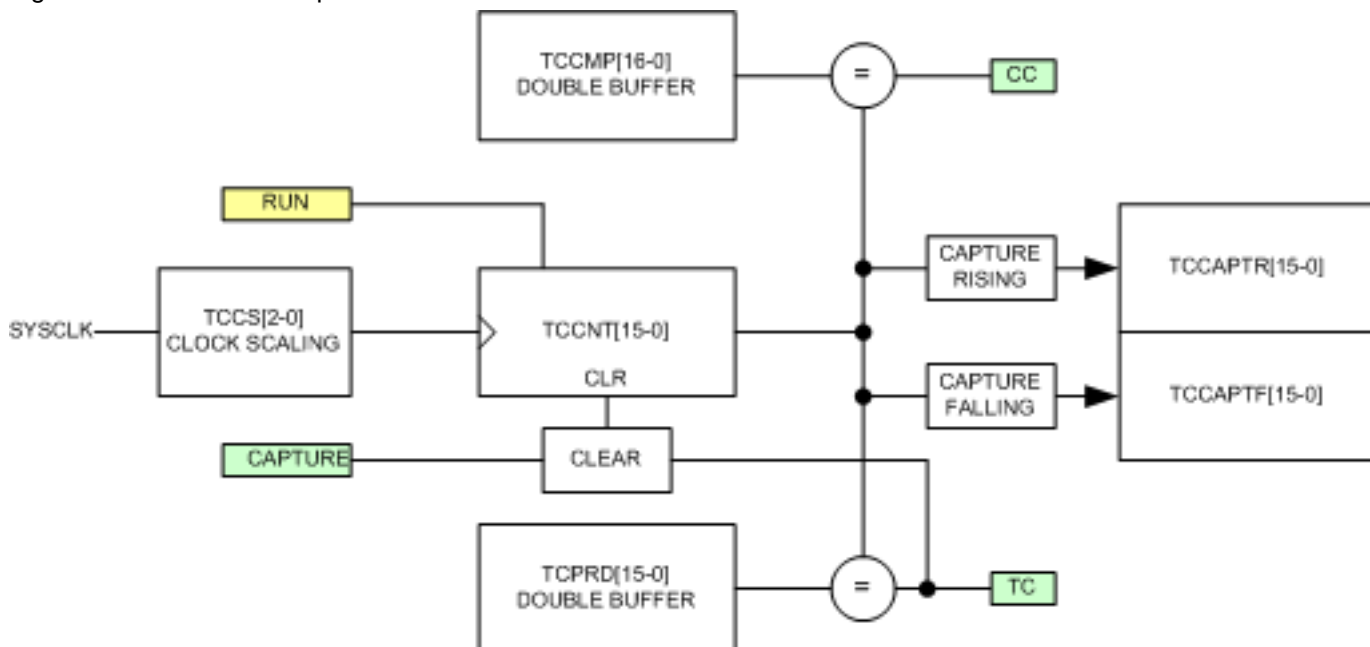 TCCMP[16-0]
DOUBLE BUFFER
=
CC
RUN
CAPTURE
RISING
TCCAPTR[15-0]
SYSCLK
TCCS[2-0]
CLOCK SCALING
TCCNT[15-0]
CLR
CAPTURE
FALLING
TCCAPTF[15-0]
CAPTURE
CLEAR
TCPRD[15-0]
DOUBLE BUFFER
=
TC